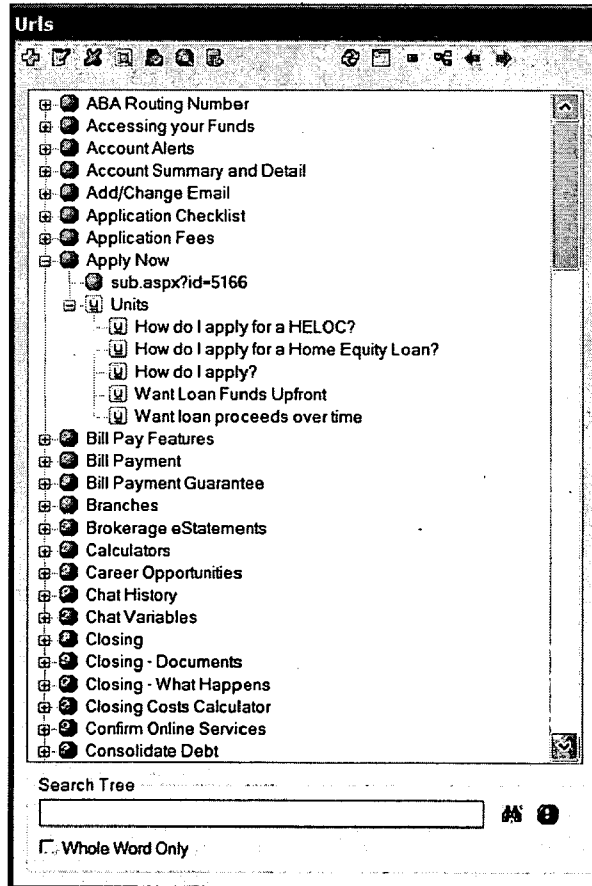 Urls
ABA Routing Number
Accessing your Funds
Account Alerts
Account Summary and Detail
Add/Change Email
Application Checklist
Application Fees
Apply Now
sub.aspx?id=5166
Units
How do I apply for a HELOC?
How do I apply for a Home Equity Loan?
How do I apply?
Want Loan Funds Upfront
Want loan proceeds over time
Bill Pay Features
Bill Payment
Bill Payment Guarantee
Branches
Brokerage eStatements
Calculators
Career Opportunities
Chat History
Chat Variables
Closing
Closing - Documents
Closing - What Happens
Closing Costs Calculator
Confirm Online Services
Consolidate Debt
Search Tree
Whole Word Only